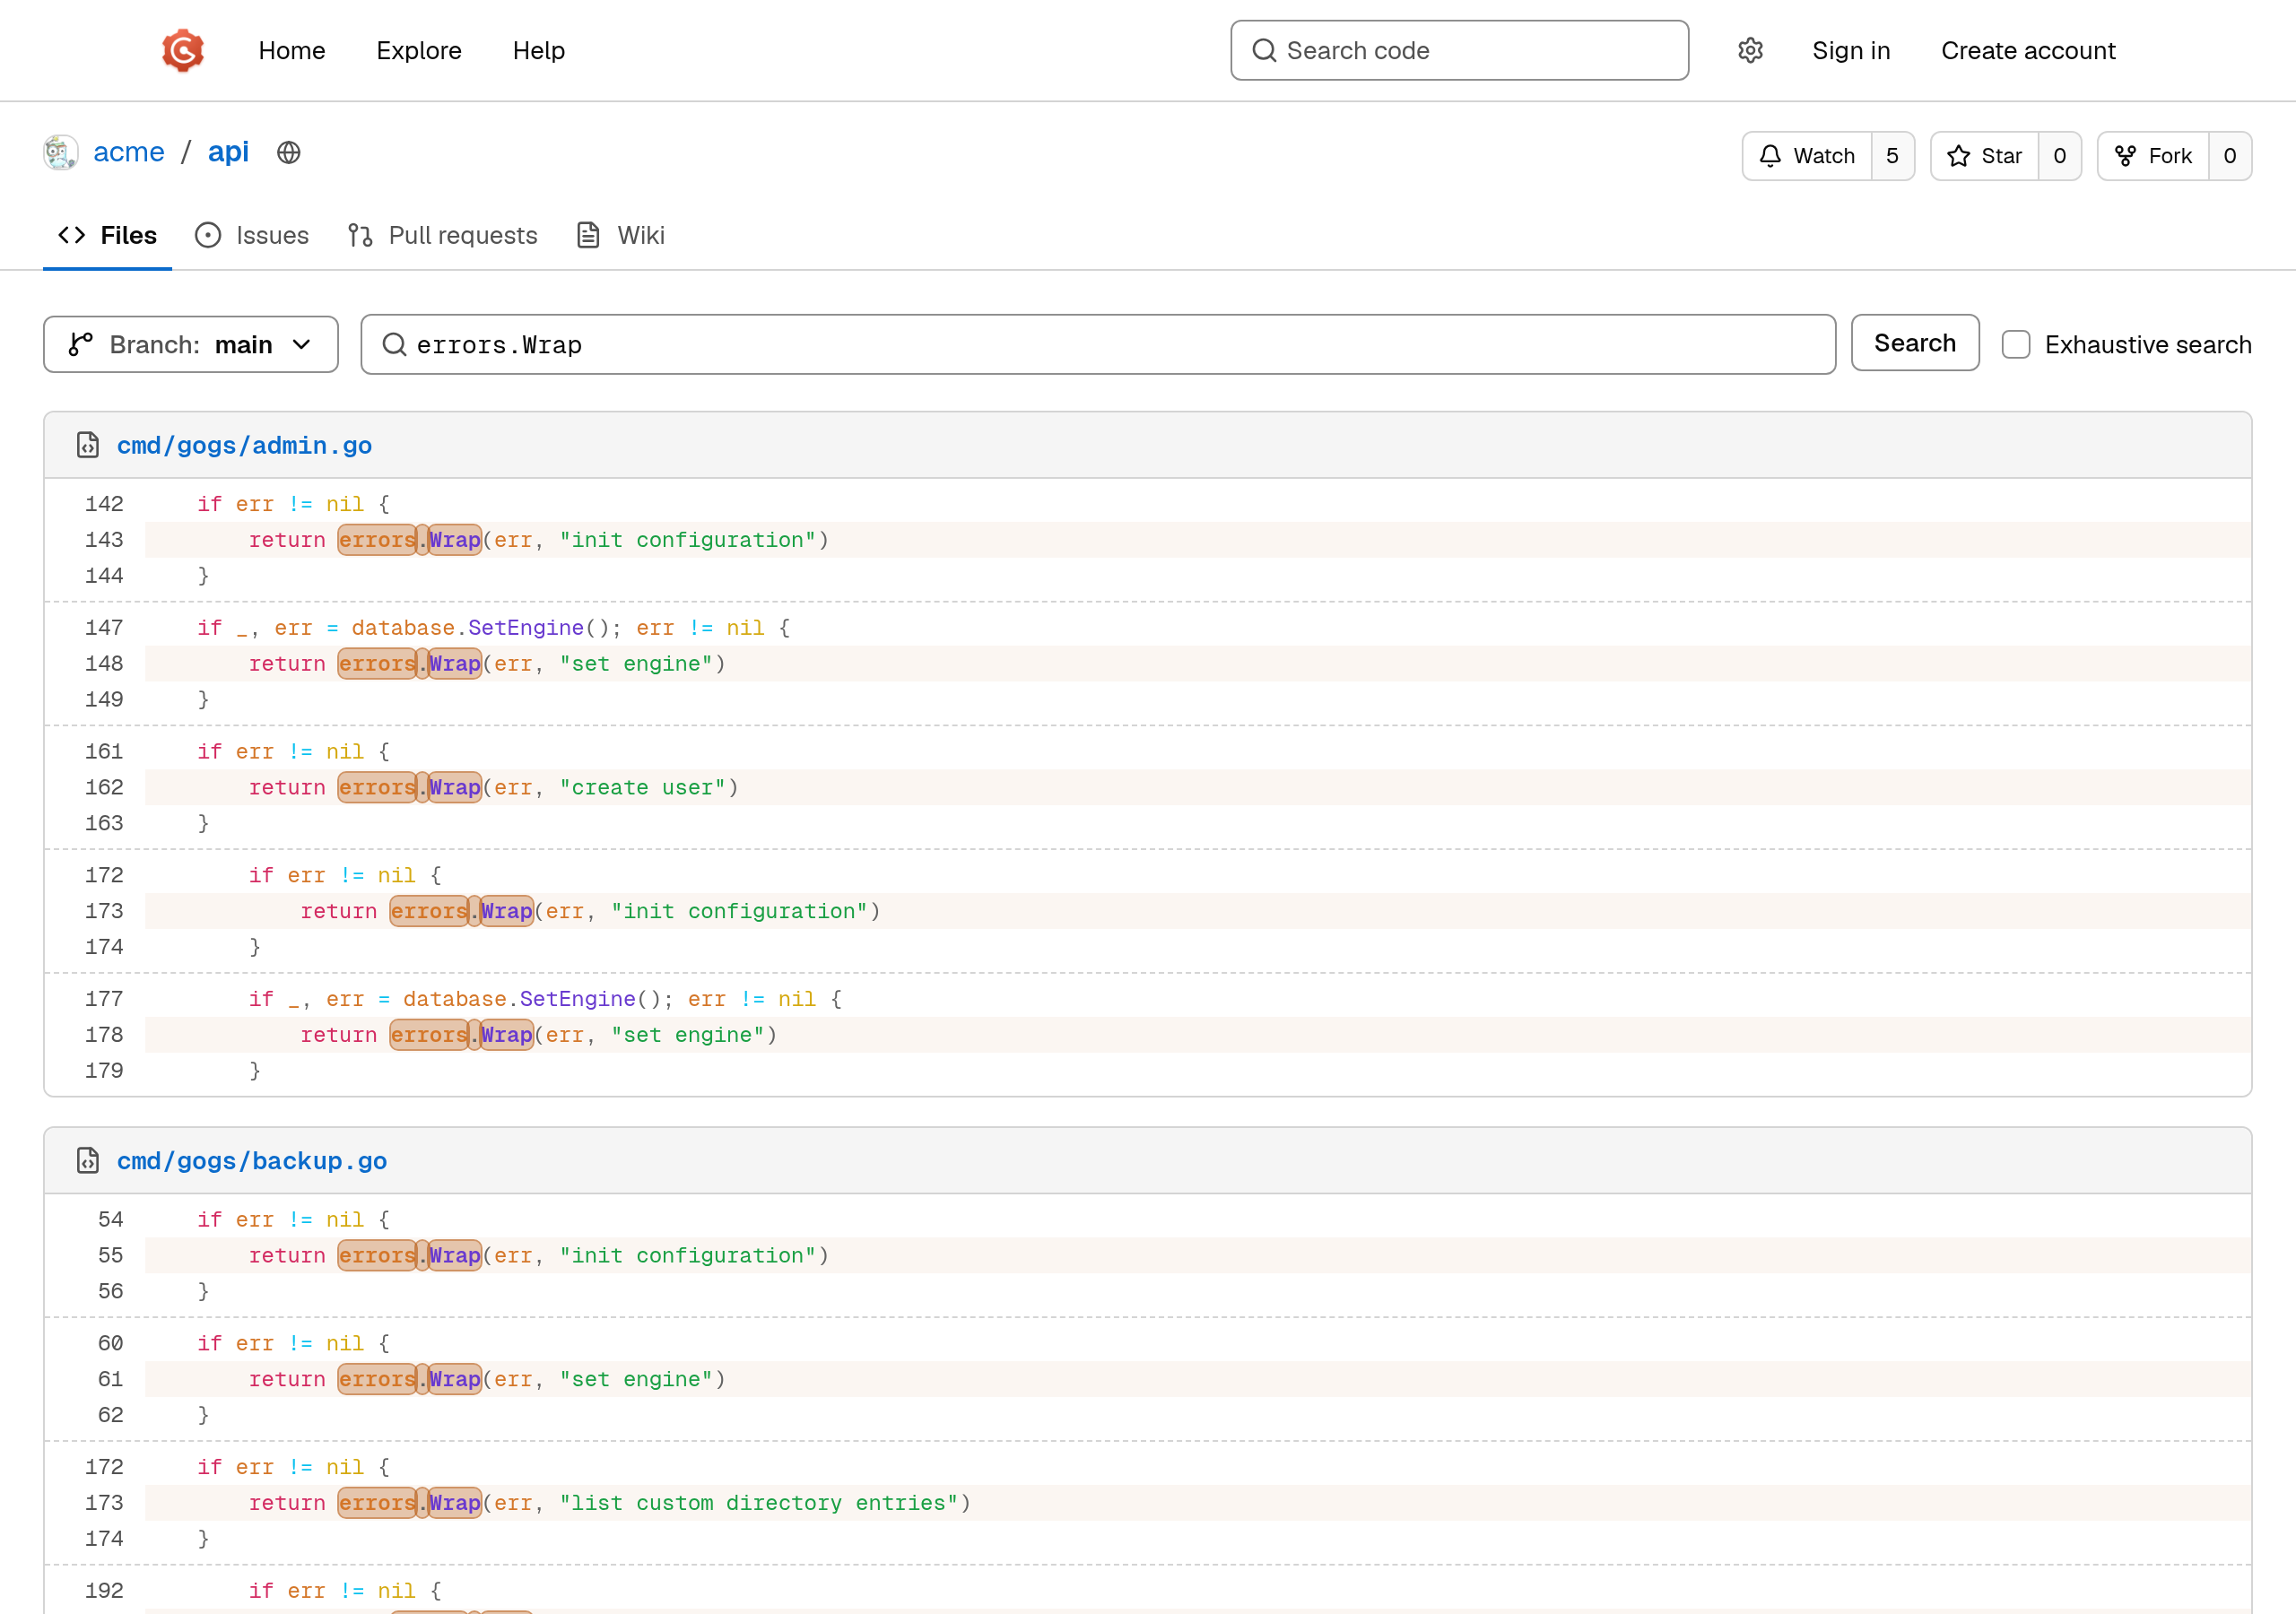 Home Explore Help Search code Sign in Create account
acme / api Watch 5 Star 0 Fork 0
Files Issues Pull requests Wiki
Branch: main errors.Wrap Search Exhaustive search
cmd/gogs/admin.go
142 if err != nil {
143 return errors.Wrap(err, "init configuration")
144 }
147 if _, err = database.SetEngine(); err != nil {
148 return errors.Wrap(err, "set engine")
149 }
161 if err != nil {
162 return errors.Wrap(err, "create user")
163 }
172 if err != nil {
173 return errors.Wrap(err, "init configuration")
174 }
177 if _, err = database.SetEngine(); err != nil {
178 return errors.Wrap(err, "set engine")
179 }
cmd/gogs/backup.go
54 if err != nil {
55 return errors.Wrap(err, "init configuration")
56 }
60 if err != nil {
61 return errors.Wrap(err, "set engine")
62 }
172 if err != nil {
173 return errors.Wrap(err, "list custom directory entries")
174 }
192 if err != nil {